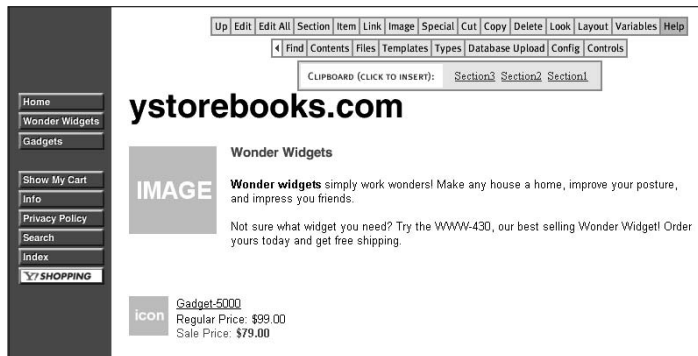 Up Edit Edit All Section Item Link Image Special Cut Copy Delete Look Layout Variables Help
Find Contents Files Templates Types Database Upload Config Controls
CLIPBOARD (CLICK TO INSERT): Section3 Section2 Section1
Home
Wonder Widgets
Gadgets
Show My Cart
Info
Privacy Policy
Search
Index
Y! SHOPPING
ystorebooks.com
IMAGE
Wonder Widgets
Wonder widgets simply work wonders! Make any house a home, improve your posture,
and impress you friends.
Not sure what widget you need? Try the WWW-430, our best selling Wonder Widget! Order
yours today and get free shipping.
icon
Gadget-5000
Regular Price: $99.00
Sale Price: $79.00